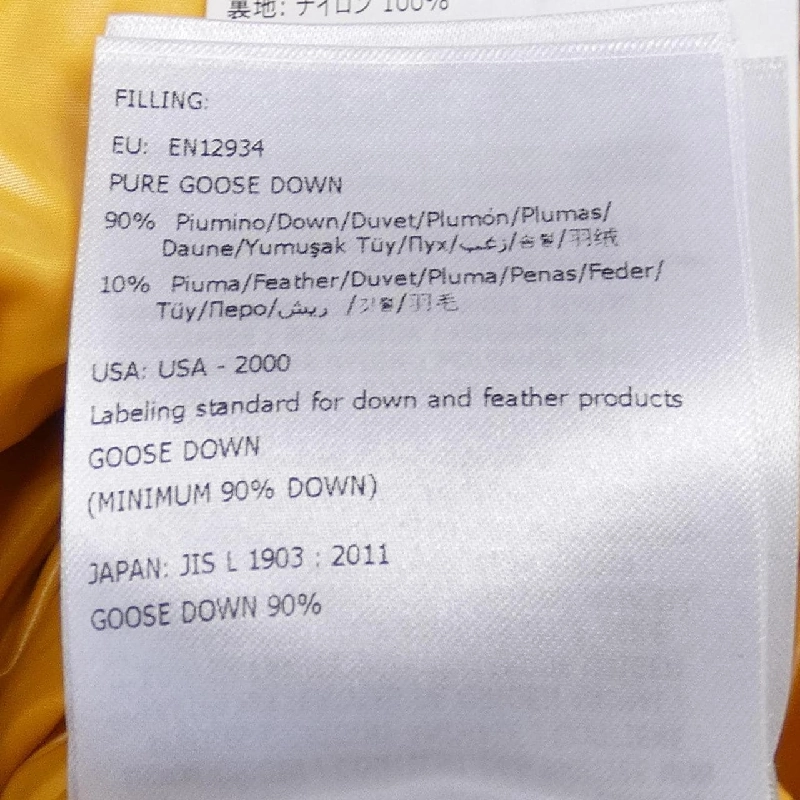 裏地: ナイロン 100%
FILLING:
EU: EN12934
PURE GOOSE DOWN
90% Piumino/Down/Duvet/Plumón/Plumas/
Daune/Yumuşak Tüy/Пух/زغب/솜털/羽绒
10% Piuma/Feather/Duvet/Pluma/Penas/Feder/
Tüy/Перо/ريش /깃털/羽毛
USA: USA - 2000
Labeling standard for down and feather products
GOOSE DOWN
(MINIMUM 90% DOWN)
JAPAN: JIS L 1903 : 2011
GOOSE DOWN 90%